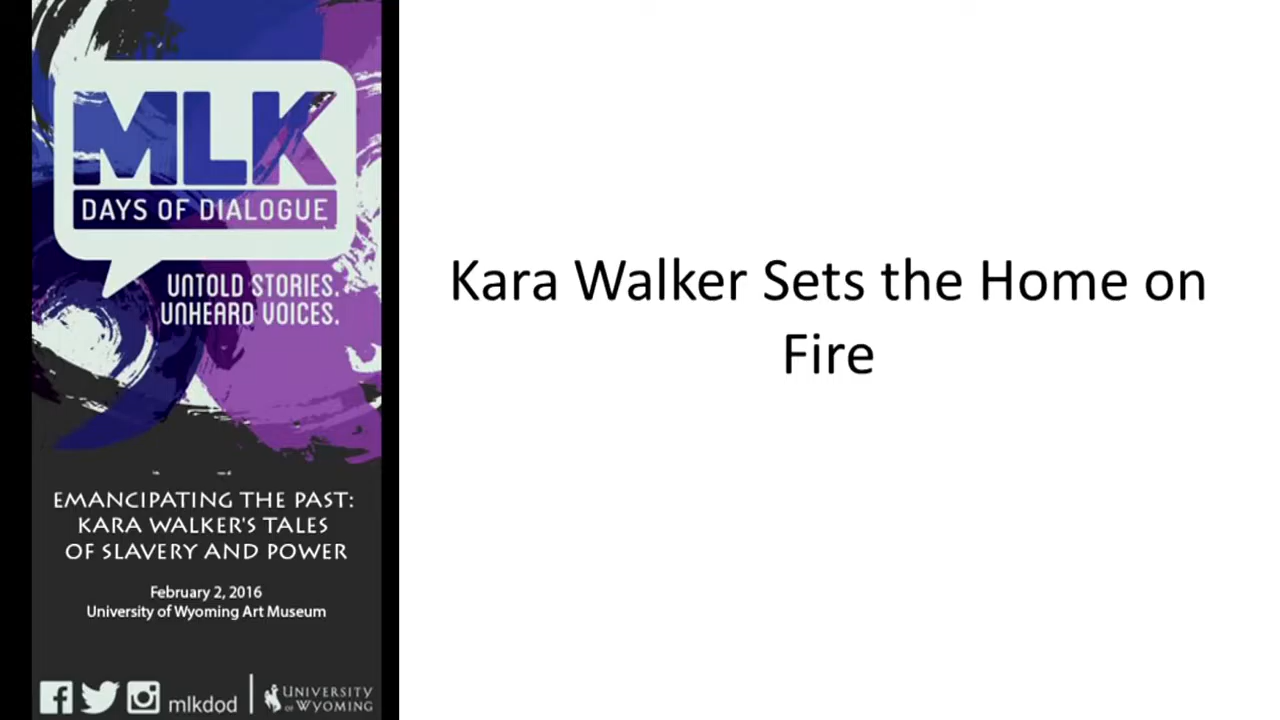 MLK
DAYS OF DIALOGUE
UNTOLD STORIES.
UNHEARD VOICES.
EMANCIPATING THE PAST:
KARA WALKER'S TALES
OF SLAVERY AND POWER
February 2, 2016
University of Wyoming Art Museum
mlkdod
UNIVERSITY
OF WYOMING
Kara Walker Sets the Home on
Fire